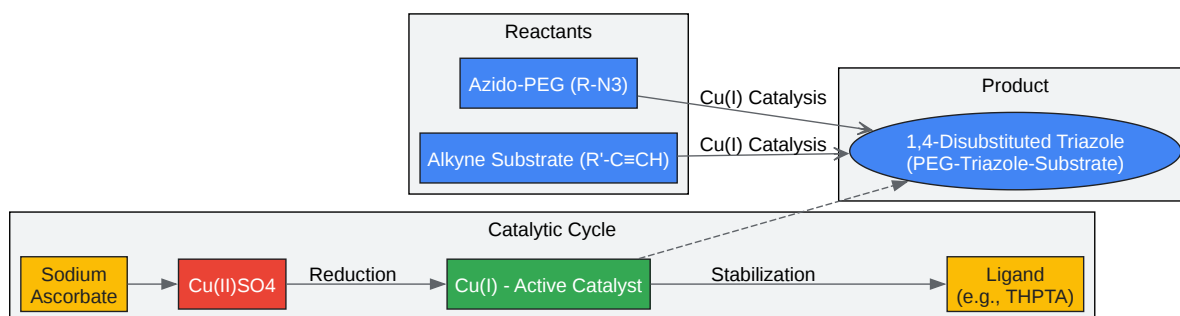 Reactants
Azido-PEG (R-N3)
Cu(I) Catalysis
Product
Alkyne Substrate (R'-C≡CH)
Cu(I) Catalysis
1,4-Disubstituted Triazole
(PEG-Triazole-Substrate)
Catalytic Cycle
Sodium
Ascorbate
Cu(II)SO4
Reduction
Cu(I) - Active Catalyst
Stabilization
Ligand
(e.g., THPTA)